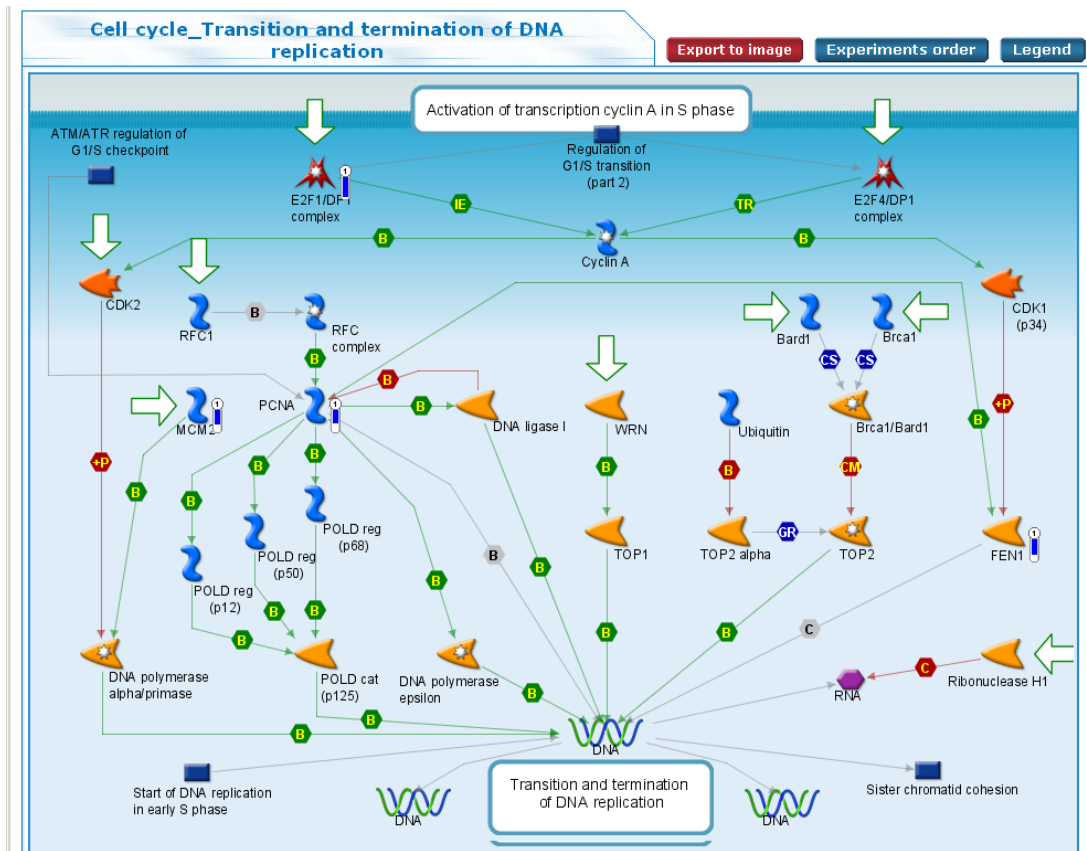 Cell cycle_Transition and termination of DNA
replication
Export to image
Experiments order
Legend
Activation of transcription cyclin A in S phase
ATM/ATR regulation of
G1/S checkpoint
Regulation of
G1/S transition
(part 2)
1
E2F1/DP1
complex
E2F4/DP1
complex
IE
TR
B
B
Cyclin A
CDK2
CDK1
(p34)
RFC1
B
RFC
complex
Bard1
Brca1
B
CS
CS
B
PCNA
1
B
DNA ligase I
WRN
Ubiquitin
Brca1/Bard1
+P
B
MCM2
1
+P
B
B
B
B
B
B
B
CM
B
POLD reg
(p68)
POLD reg
(p50)
POLD reg
(p12)
B
B
TOP1
TOP2 alpha
GR
TOP2
FEN1
1
B
B
B
B
B
C
DNA polymerase
alpha/primase
POLD cat
(p125)
DNA polymerase
epsilon
B
RNA
C
Ribonuclease H1
B
B
DNA
Start of DNA replication
in early S phase
Transition and termination
of DNA replication
Sister chromatid cohesion
DNA
DNA